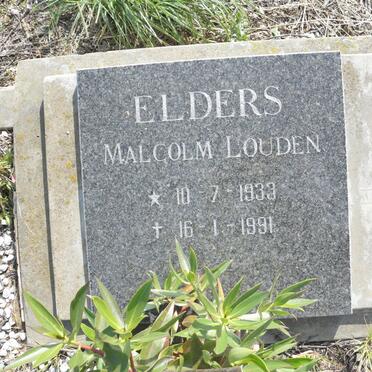 ELDERS
MALCOLM LOUDEN
★ 10-7-1933
✝ 16-1-1991